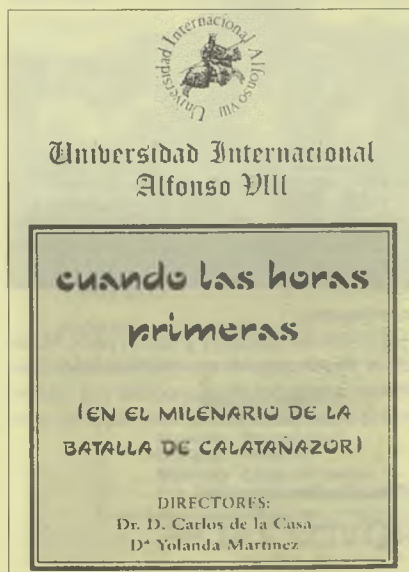 Universidad Internacional Alfonso VIII
Universidad Internacional
Alfonso VIII
cuando las horas
primeras
(EN EL MILENARIO DE LA
BATALLA DE CALATAÑAZOR)
DIRECTORES:
Dr. D. Carlos de la Casa
Dª Yolanda Martínez